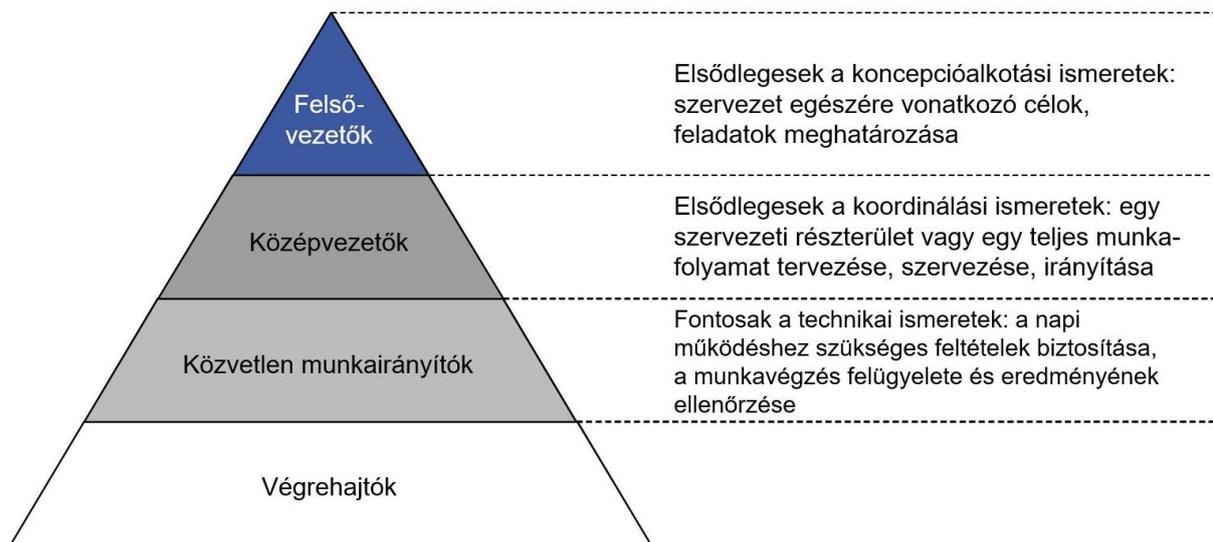 Felső-
vezetők
Elsődlegesek a koncepcióalkotási ismeretek:
szervezet egészére vonatkozó célok,
feladatok meghatározása
Középvezetők
Elsődlegesek a koordinálási ismeretek: egy
szervezeti részterület vagy egy teljes munka-
folyamat tervezése, szervezése, irányítása
Közvetlen munkairányítók
Fontosak a technikai ismeretek: a napi
működéshez szükséges feltételek biztosítása,
a munkavégzés felügyelete és eredményének
ellenőrzése
Végrehajtók